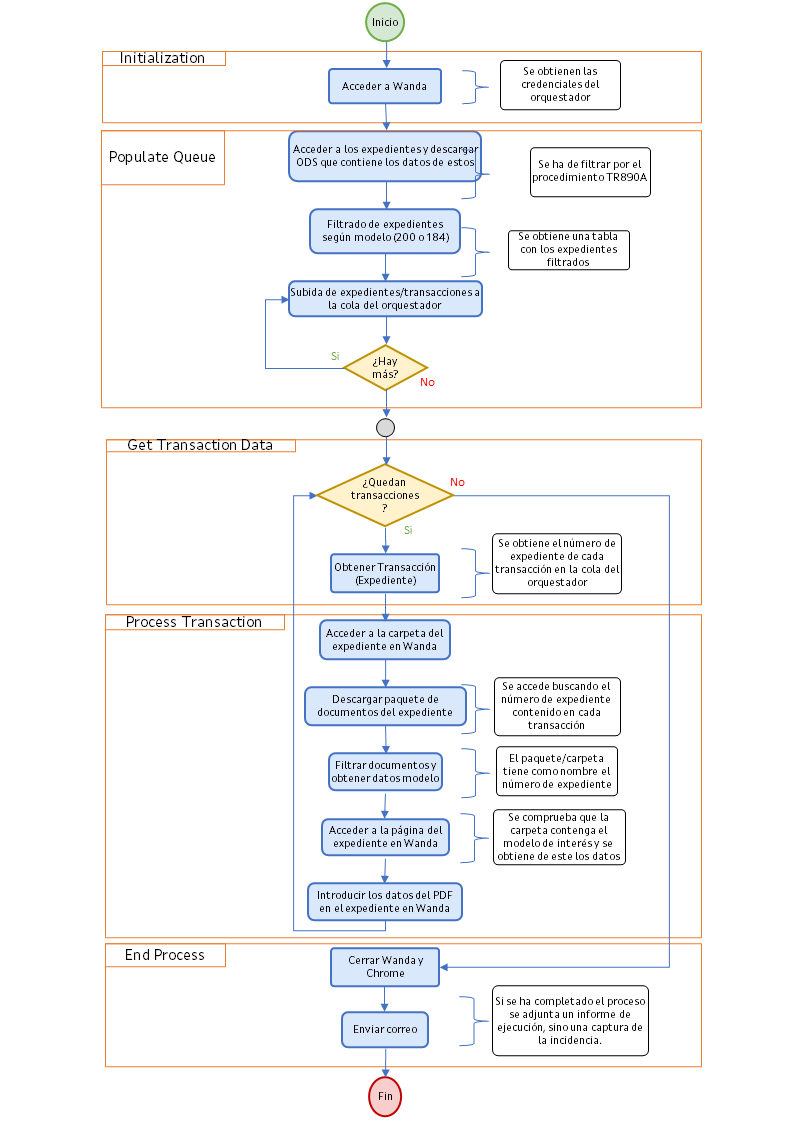 Inicio
Initialization
Acceder a Wanda
Se obtienen las
credenciales del
orquestador
Populate Queue
Acceder a los expedientes y descargar
ODS que contiene los datos de estos
Se ha de filtrar por el
procedimiento TR890A
Filtrado de expedientes
según modelo (200 o 184)
Se obtiene una tabla
con los expedientes
filtrados
Subida de expedientes/transacciones a
la cola del orquestador
Si
¿Hay
más?
No
Get Transaction Data
¿Quedan
transacciones
?
No
Si
Obtener Transacción
(Expediente)
Se obtiene el número de
expediente de cada
transacción en la cola del
orquestador
Process Transaction
Acceder a la carpeta del
expediente en Wanda
Descargar paquete de
documentos del expediente
Se accede buscando el
número de expediente
contenido en cada
transacción
Filtrar documentos y
obtener datos modelo
El paquete/carpeta
tiene como nombre el
número de expediente
Acceder a la página del
expediente en Wanda
Se comprueba que la
carpeta contenga el
modelo de interés y se
obtiene de este los datos
Introducir los datos del PDF
en el expediente en Wanda
End Process
Cerrar Wanda y
Chrome
Enviar correo
Si se ha completado el proceso
se adjunta un informe de
ejecución, sino una captura de
la incidencia.
Fin